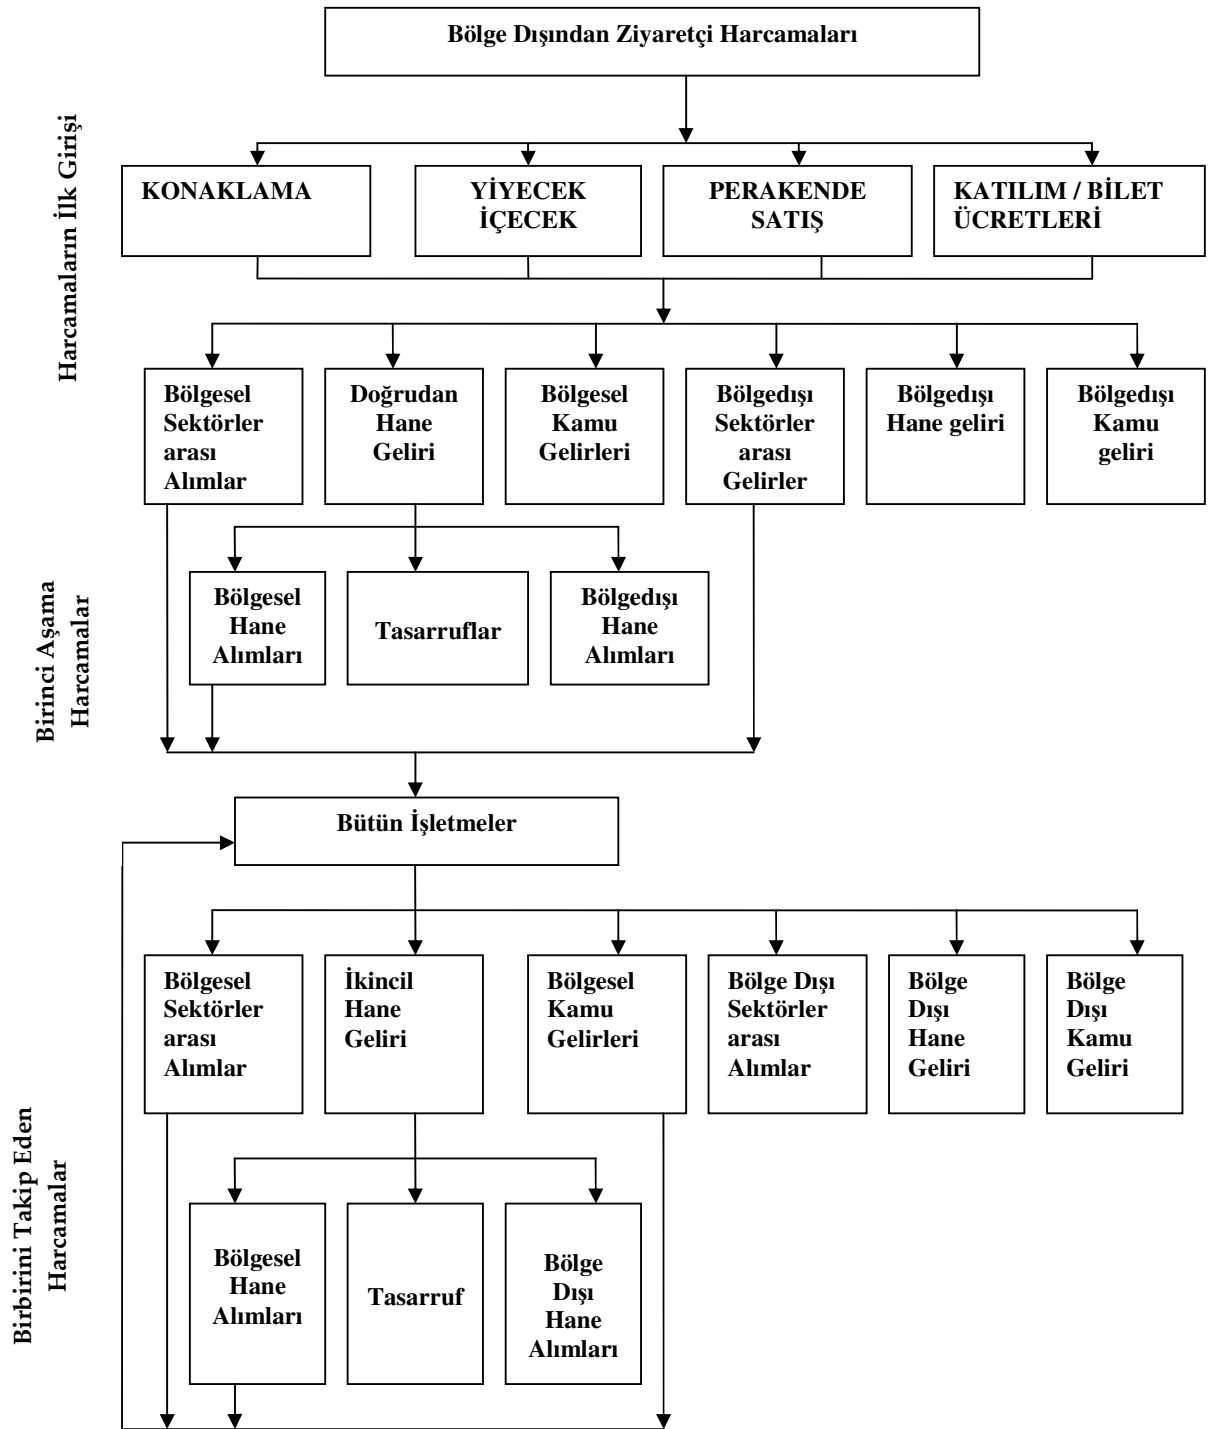 Bölge Dışından Ziyaretçi Harcamaları
Harcamaların İlk Girişi
KONAKLAMA
YİYECEK
İÇECEK
PERAKENDE
SATIŞ
KATILIM / BİLET
ÜCRETLERİ
Bölgesel
Sektörler
arası
Alımlar
Doğrudan
Hane
Geliri
Bölgesel
Kamu
Gelirleri
Bölgedışı
Sektörler
arası
Gelirler
Bölgedışı
Hane geliri
Bölgedışı
Kamu
geliri
Birinci Aşama
Harcamalar
Bölgesel
Hane
Alımları
Tasarruflar
Bölgedışı
Hane
Alımları
Bütün İşletmeler
Bölgesel
Sektörler
arası
Alımlar
İkincil
Hane
Geliri
Bölgesel
Kamu
Gelirleri
Bölge Dışı
Sektörler
arası
Alımlar
Bölge
Dışı
Hane
Geliri
Bölge
Dışı
Kamu
Geliri
Birbirini Takip Eden
Harcamalar
Bölgesel
Hane
Alımları
Tasarruf
Bölge
Dışı
Hane
Alımları